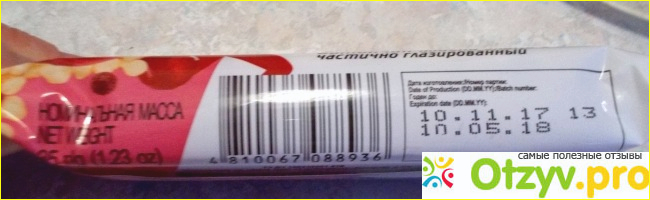 частично глазированный
НОМИНАЛЬНАЯ МАССА
NET WEIGHT
35 g (1.23 oz)
4 810067 088936
Дата изготовления/Номер партии:
Date of Production (DD.MM.YY)/Batch number:
Годен до:
Expiration date (DD.MM.YY):
10.11.17 13
10.05.18
самые полезные отзывы
Otzyv.pro